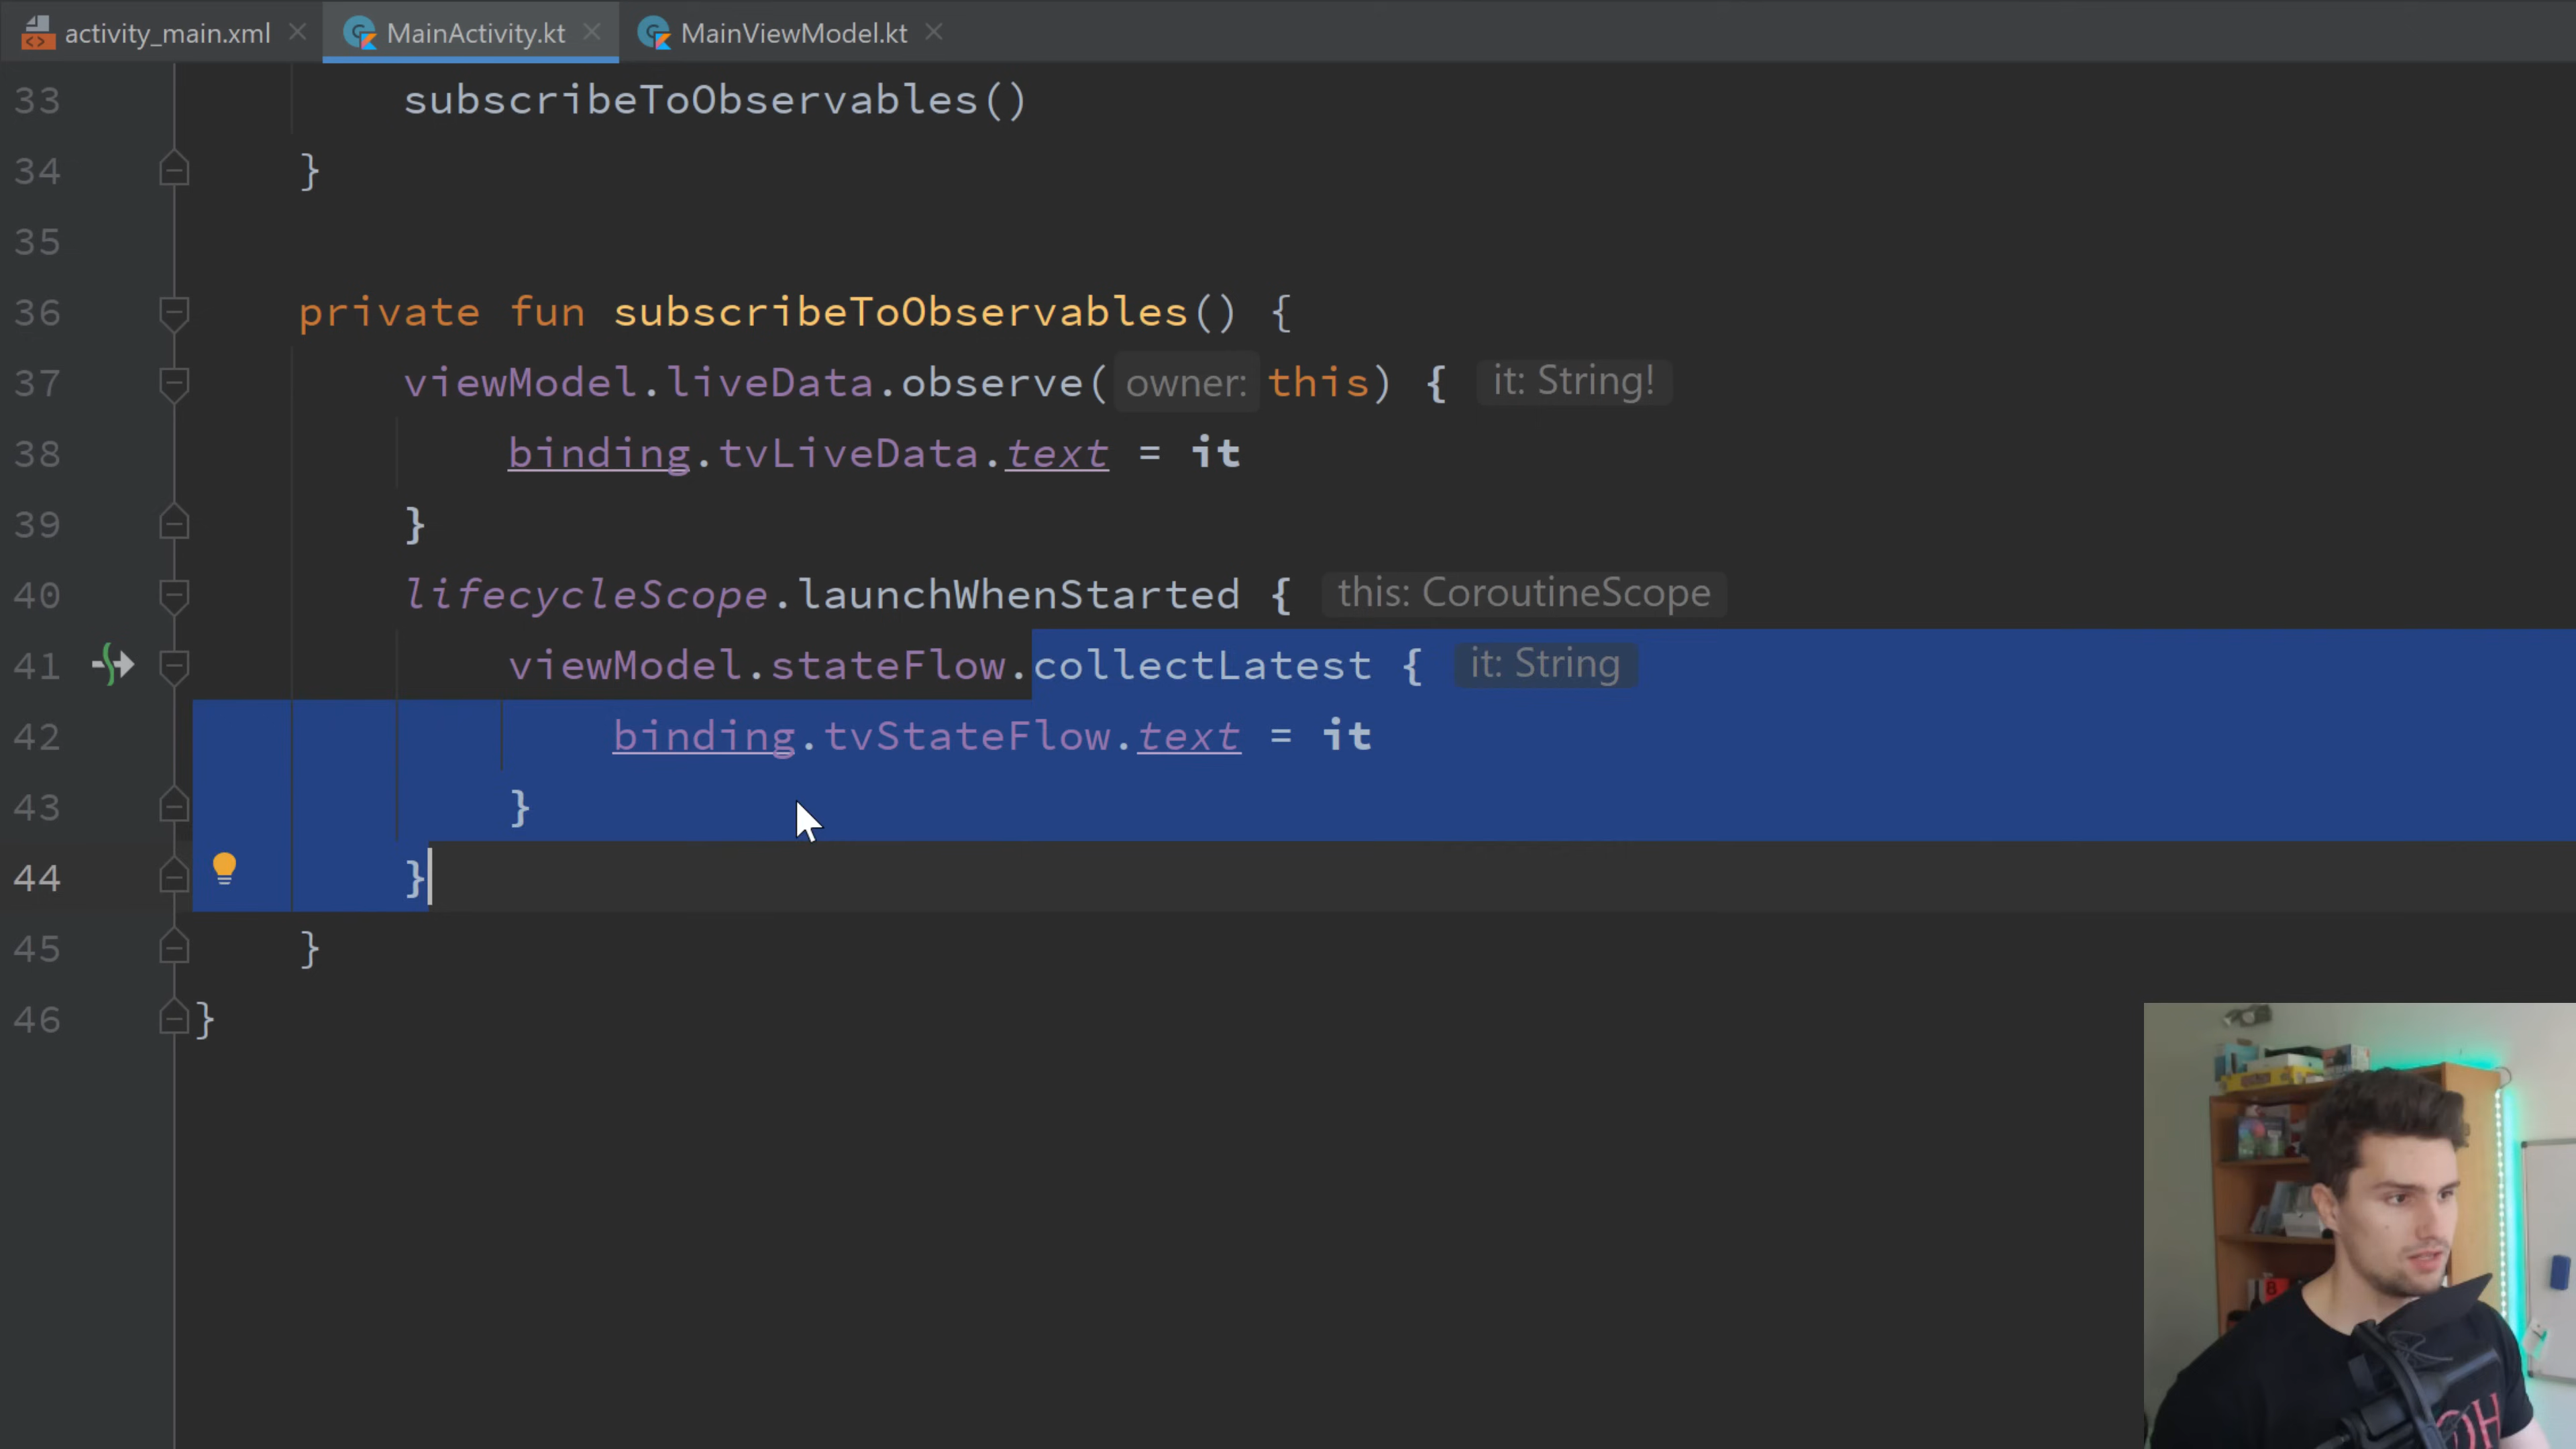 activity_main.xml MainActivity.kt MainViewModel.kt
33 subscribeToObservables()
34 }
35
36 private fun subscribeToObservables() {
37 viewModel.liveData.observe( owner: this) { it: String!
38 binding.tvLiveData.text = it
39 }
40 lifecycleScope.launchWhenStarted { this: CoroutineScope
41 viewModel.stateFlow.collectLatest { it: String
42 binding.tvStateFlow.text = it
43 }
44 }
45 }
46 }